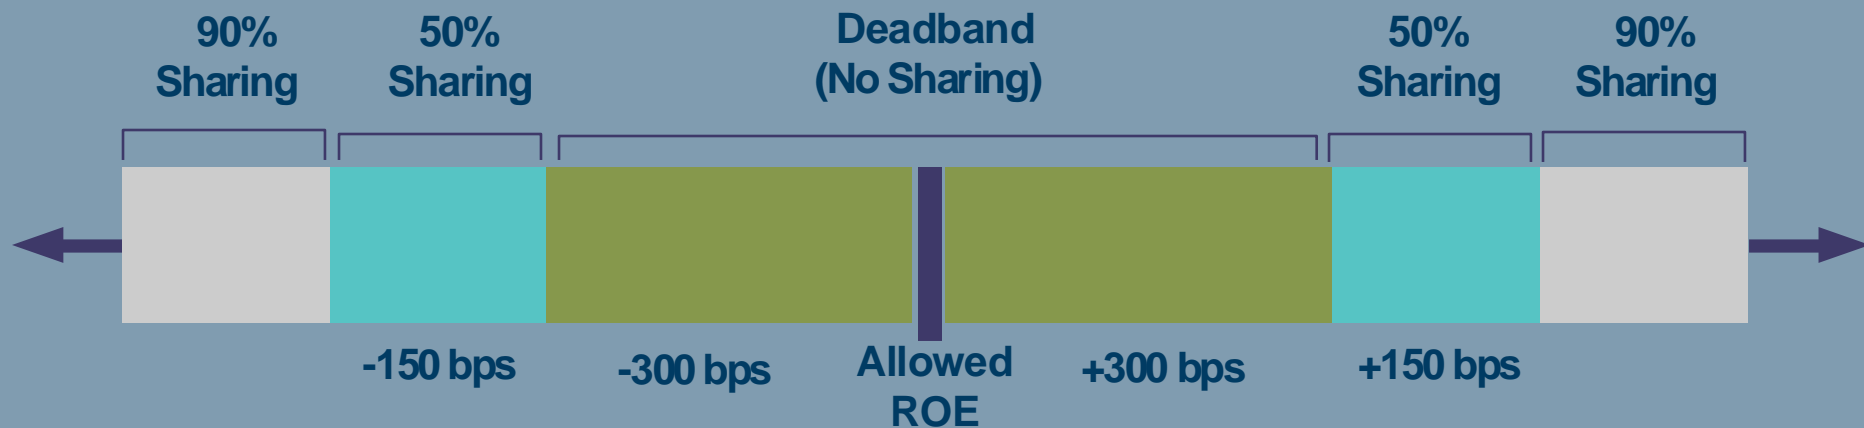 90%
Sharing
50%
Sharing
Deadband
(No Sharing)
50%
Sharing
90%
Sharing
-150 bps
-300 bps
Allowed
ROE
+300 bps
+150 bps